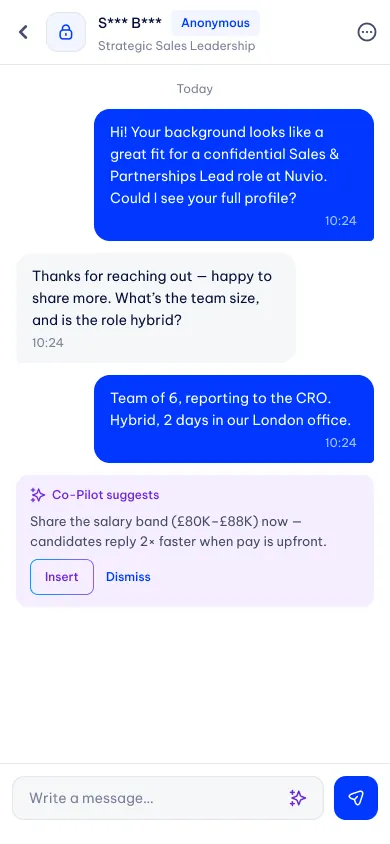 S*** B*** Anonymous
Strategic Sales Leadership
Today
Hi! Your background looks like a
great fit for a confidential Sales &
Partnerships Lead role at Nuvio.
Could I see your full profile?
10:24
Thanks for reaching out — happy to
share more. What's the team size,
and is the role hybrid?
10:24
Team of 6, reporting to the CRO.
Hybrid, 2 days in our London office.
10:24
Co-Pilot suggests
Share the salary band (£80K–£88K) now —
candidates reply 2× faster when pay is upfront.
Insert Dismiss
Write a message...